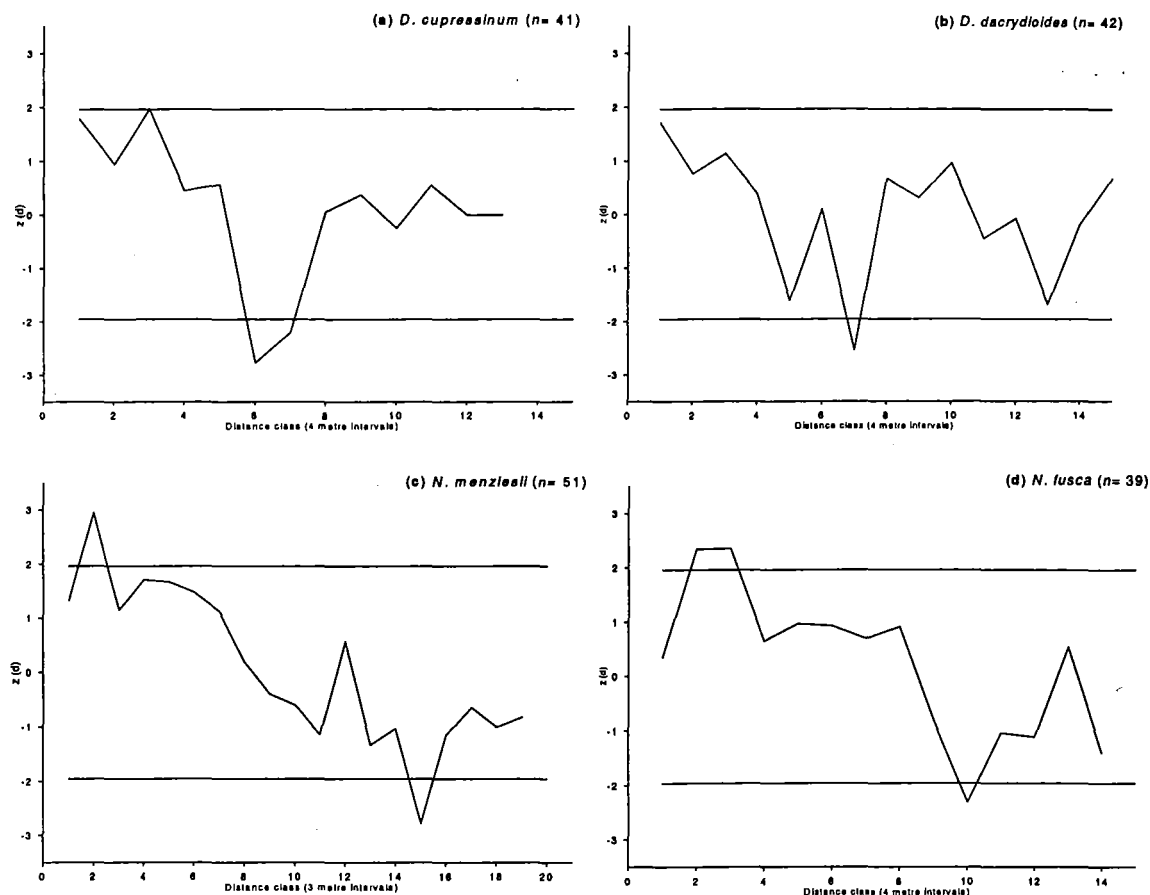 (a) D. cupressinum (n= 41)
3
2
1
0
-1
-2
-3
z (d)
0 2 4 6 8 10 12 14
Distance class (4 metre intervals)
(b) D. dacrydioides (n= 42)
3
2
1
0
-1
-2
-3
z (d)
0 2 4 6 8 10 12 14
Distance class (4 metre intervals)
(c) N. menziesii (n= 51)
3
2
1
0
-1
-2
-3
z (d)
0 2 4 6 8 10 12 14 16 18 20
Distance class (3 metre intervals)
(d) N. fusca (n= 39)
3
2
1
0
-1
-2
-3
z (d)
0 2 4 6 8 10 12 14
Distance class (4 metre intervals)